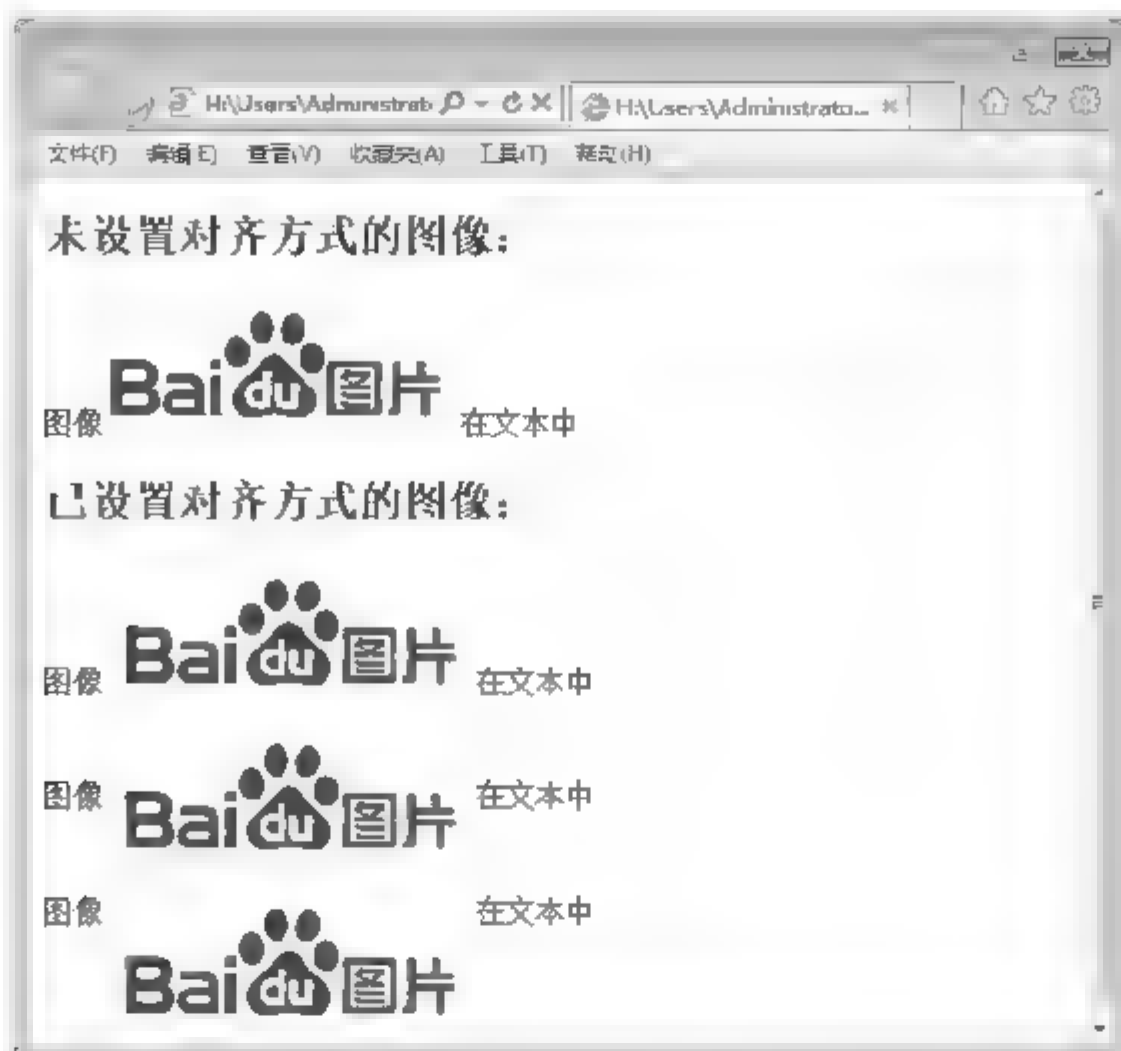 H:\Users\Administrato H:\Users\Administrato...
文件(F) 编辑(E) 查看(V) 收藏夹(A) 工具(T) 帮助(H)
未设置对齐方式的图像：
图像 Bai du 图片 在文本中
已设置对齐方式的图像：
图像 Bai du 图片 在文本中
图像 Bai du 图片 在文本中
图像 Bai du 图片 在文本中